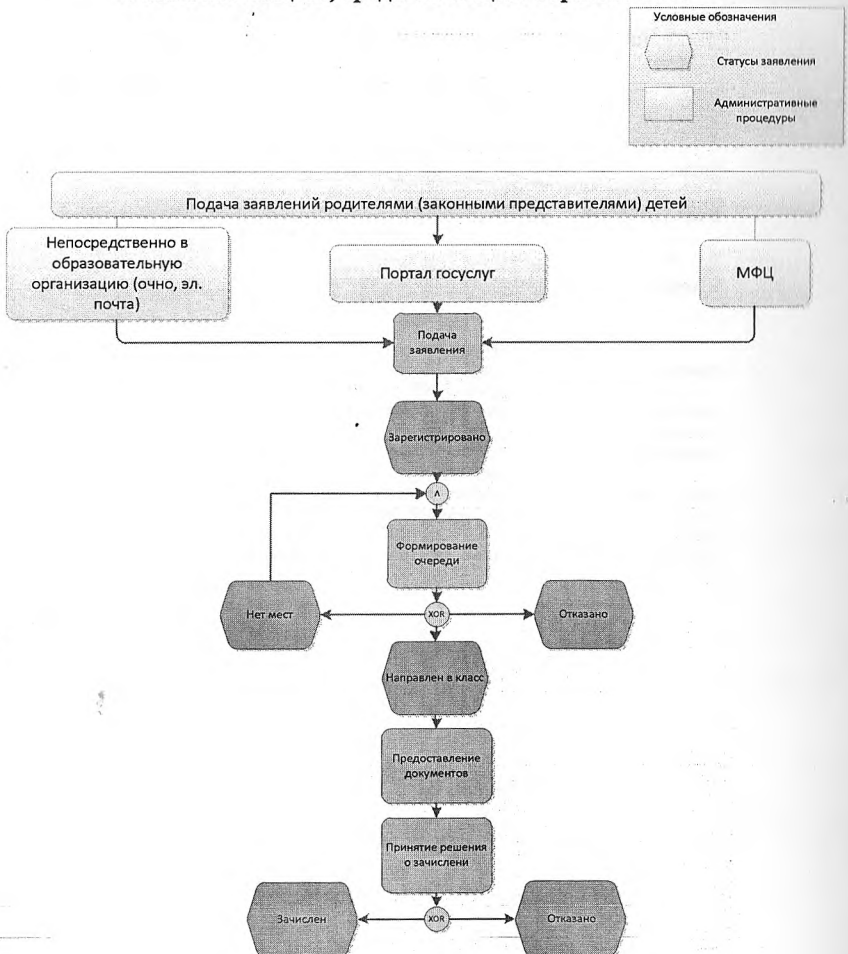 Условные обозначения
Статусы заявления
Административные
процедуры
Подача заявлений родителями (законными представителями) детей
Непосредственно в
образовательную
организацию (очно, эл.
почта)
Портал госуслуг
МФЦ
Подача
заявления
Зарегистрировано
Λ
Формирование
очереди
Нет мест
XOR
Отказано
Направлен в класс
Предоставление
документов
Принятие решения
о зачислени
Зачислен
XOR
Отказано